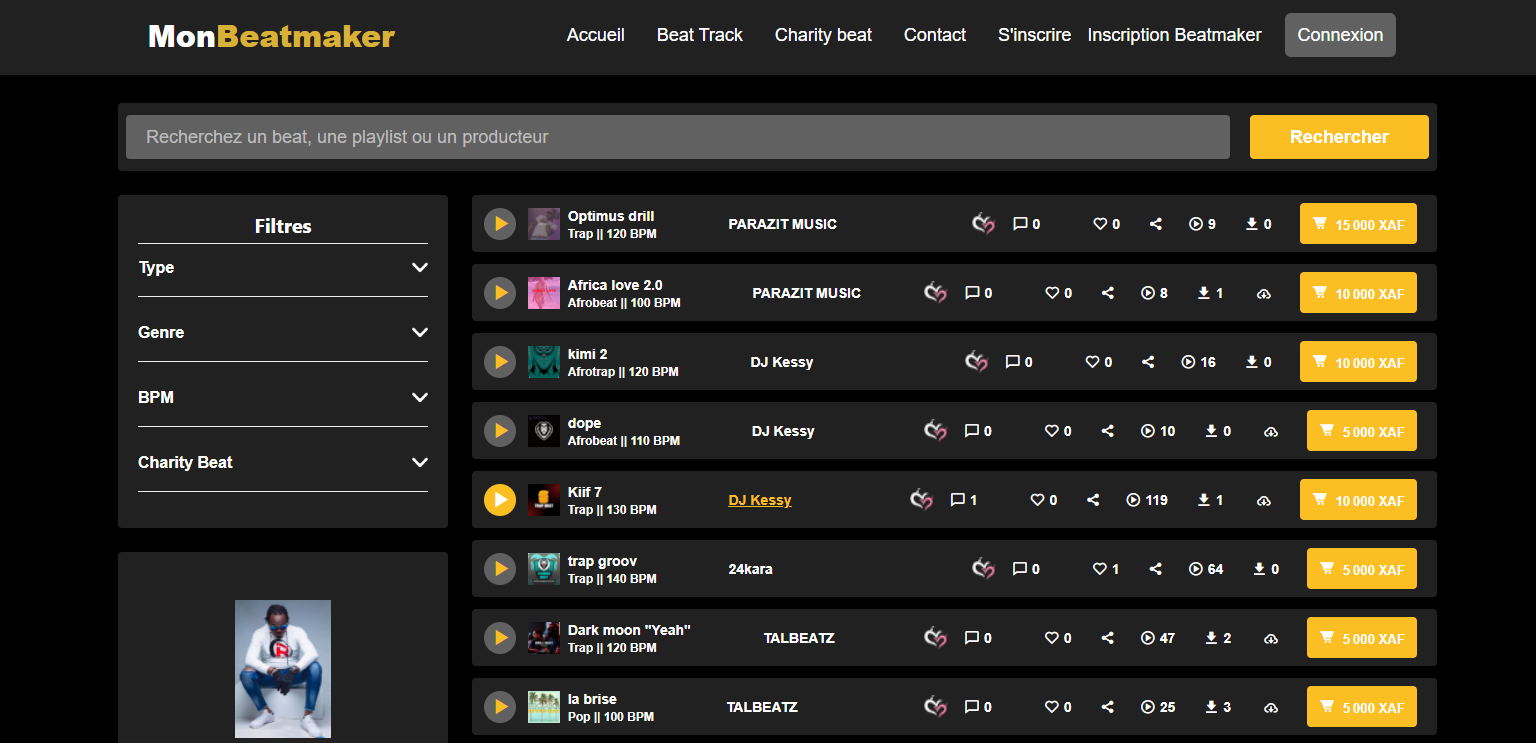 MonBeatmaker
Accueil Beat Track Charity beat Contact S'inscrire Inscription Beatmaker Connexion
Recherchez un beat, une playlist ou un producteur Rechercher
Filtres
Type
Genre
BPM
Charity Beat
Optimus drill
Trap || 120 BPM
PARAZIT MUSIC 0 0 9 0 15 000 XAF
Africa love 2.0
Afrobeat || 100 BPM
PARAZIT MUSIC 0 0 8 1 10 000 XAF
kimi 2
Afrotrap || 120 BPM
DJ Kessy 0 0 16 0 10 000 XAF
dope
Afrobeat || 110 BPM
DJ Kessy 0 0 10 0 5 000 XAF
Kiif 7
Trap || 130 BPM
DJ Kessy 1 0 119 1 10 000 XAF
trap groov
Trap || 140 BPM
24kara 0 1 64 0 5 000 XAF
Dark moon "Yeah"
Trap || 120 BPM
TALBEATZ 0 0 47 2 5 000 XAF
la brise
Pop || 100 BPM
TALBEATZ 0 0 25 3 5 000 XAF